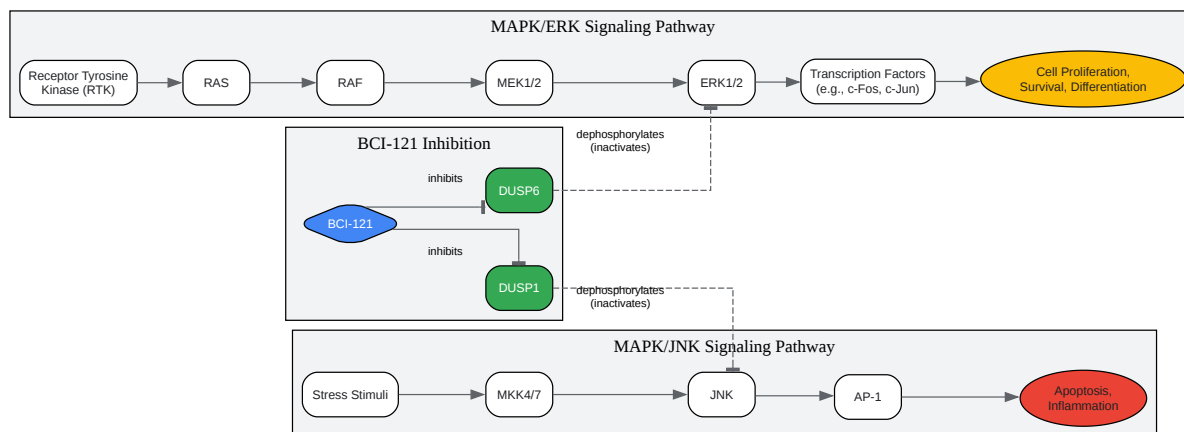 MAPK/ERK Signaling Pathway
Receptor Tyrosine
Kinase (RTK)
RAS
RAF
MEK1/2
ERK1/2
Transcription Factors
(e.g., c-Fos, c-Jun)
Cell Proliferation,
Survival, Differentiation
BCI-121 Inhibition
dephosphorylates
(inactivates)
inhibits
DUSP6
BCI-121
inhibits
DUSP1
dephosphorylates
(inactivates)
MAPK/JNK Signaling Pathway
Stress Stimuli
MKK4/7
JNK
AP-1
Apoptosis,
Inflammation